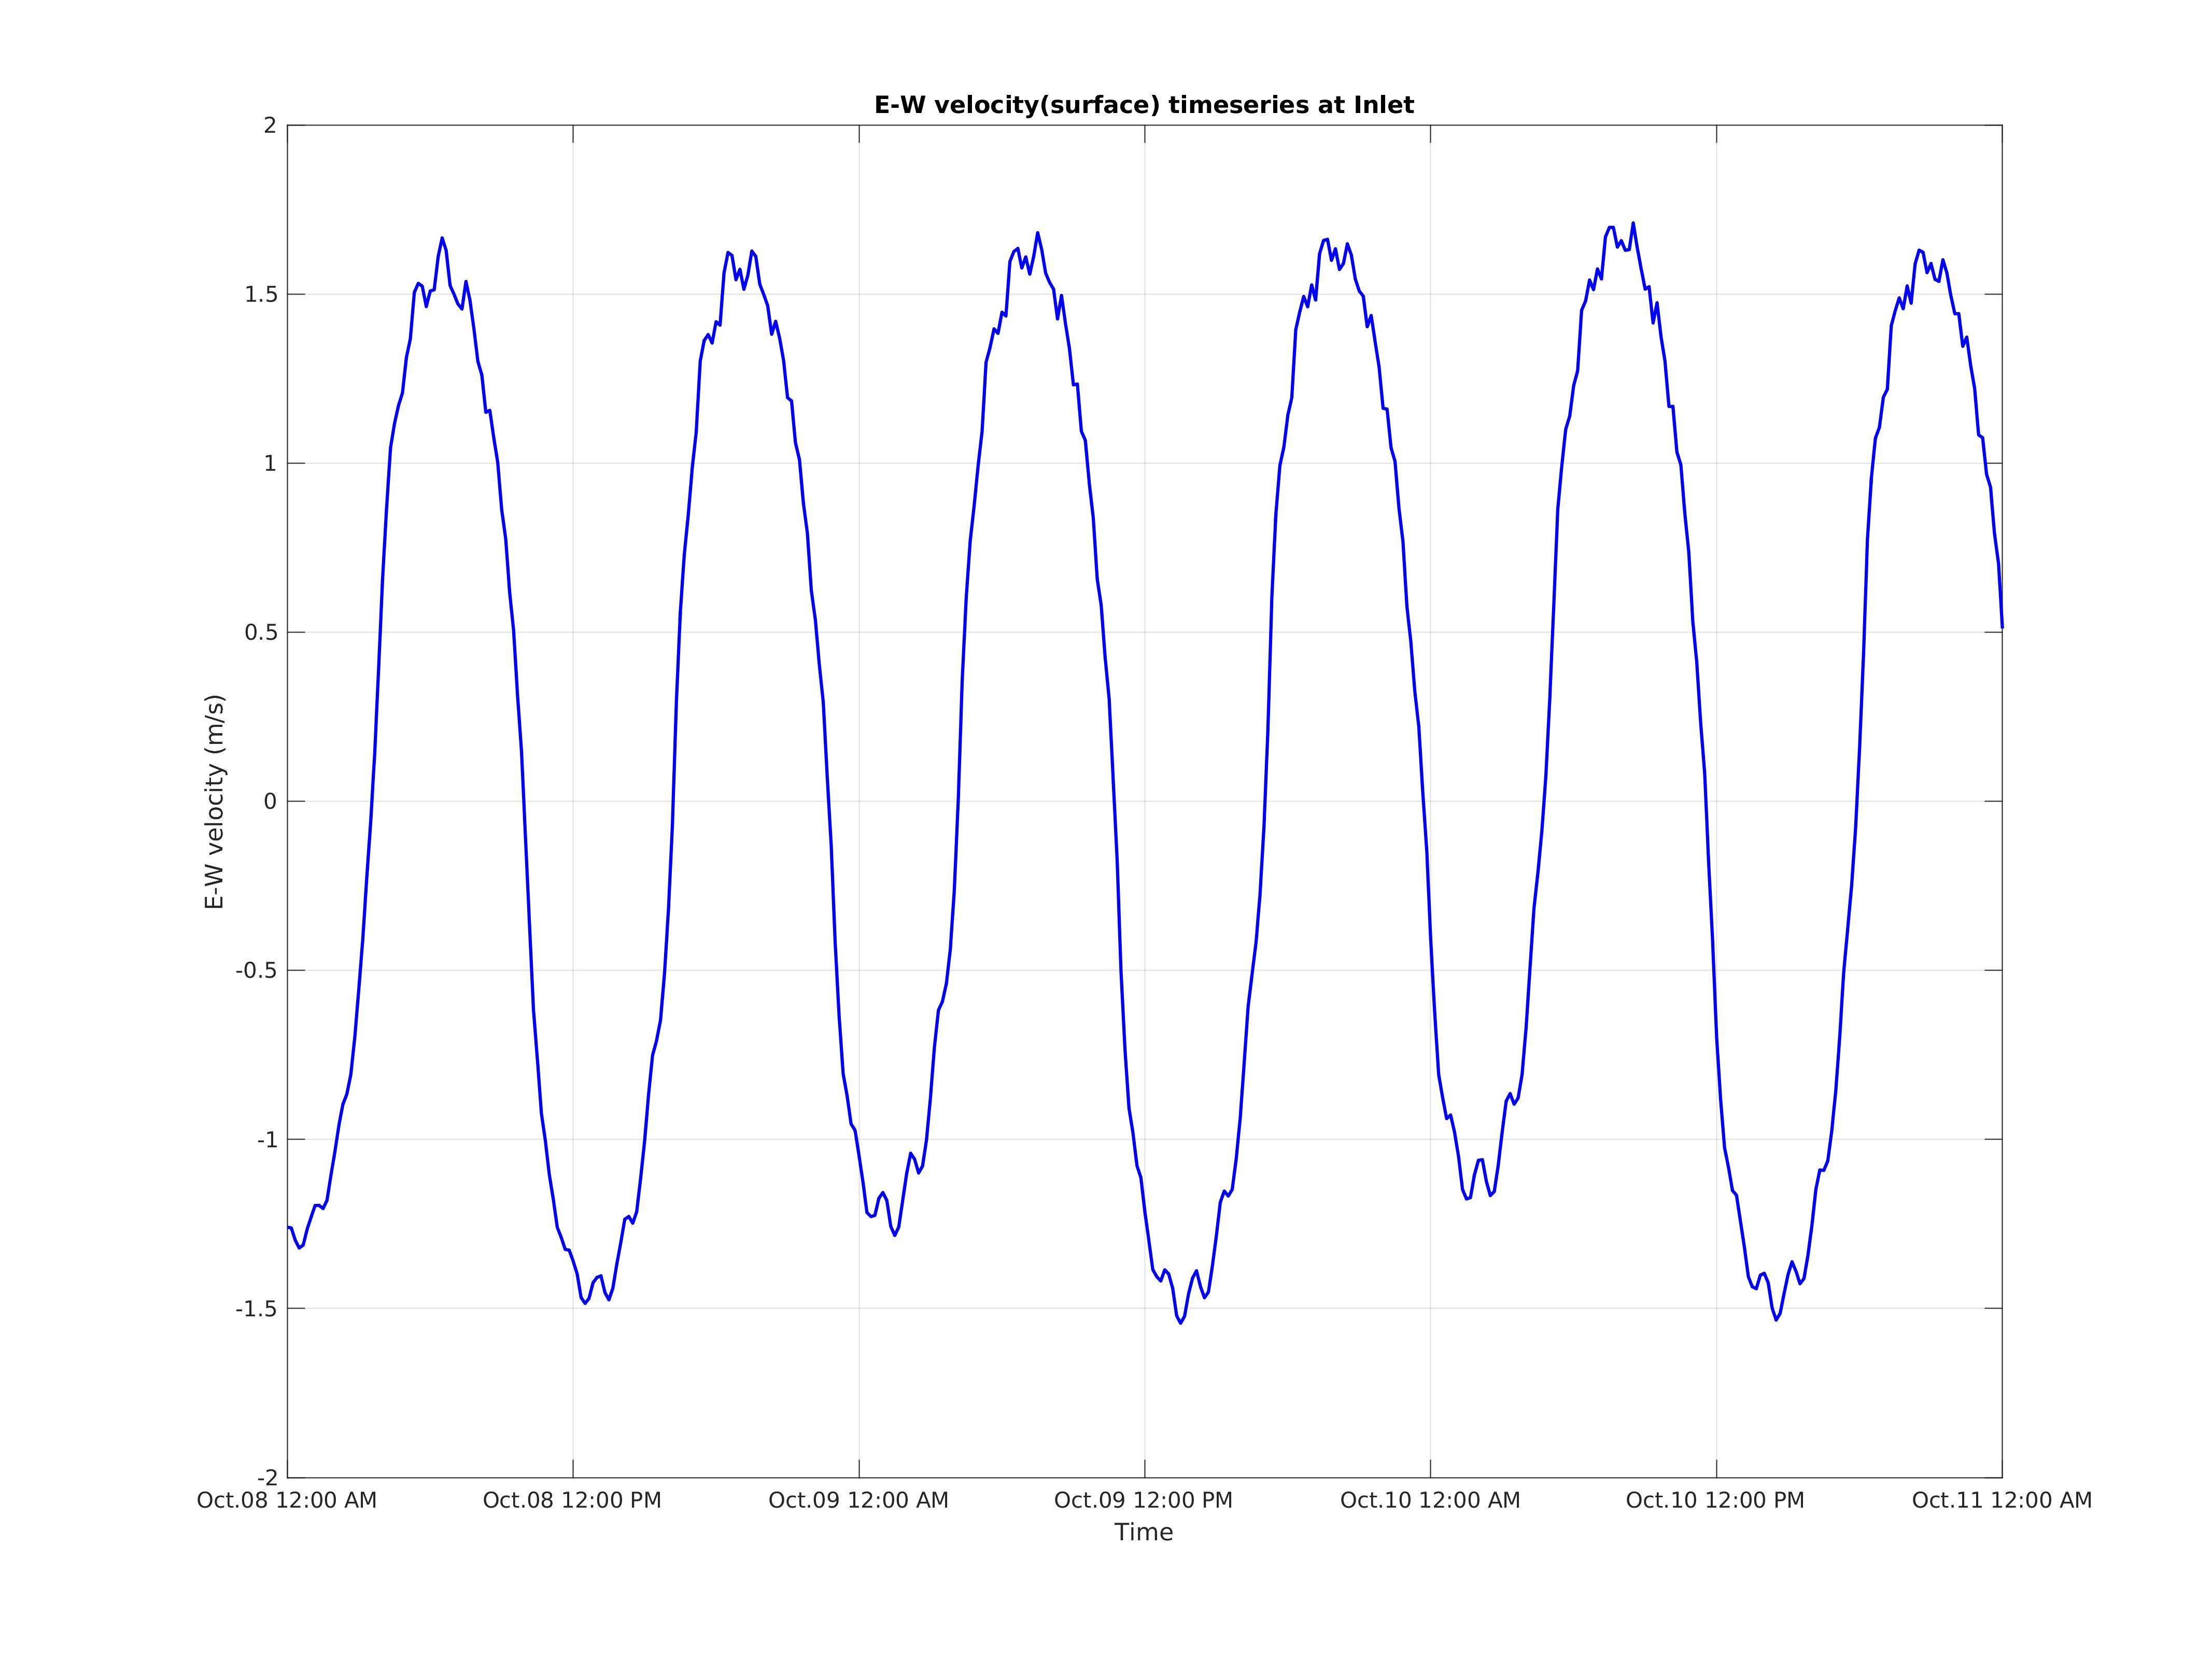 E-W velocity(surface) timeseries at Inlet
2
1.5
1
0.5
0
-0.5
-1
-1.5
-2
E-W velocity (m/s)
Oct.08 12:00 AM Oct.08 12:00 PM Oct.09 12:00 AM Oct.09 12:00 PM Oct.10 12:00 AM Oct.10 12:00 PM Oct.11 12:00 AM
Time